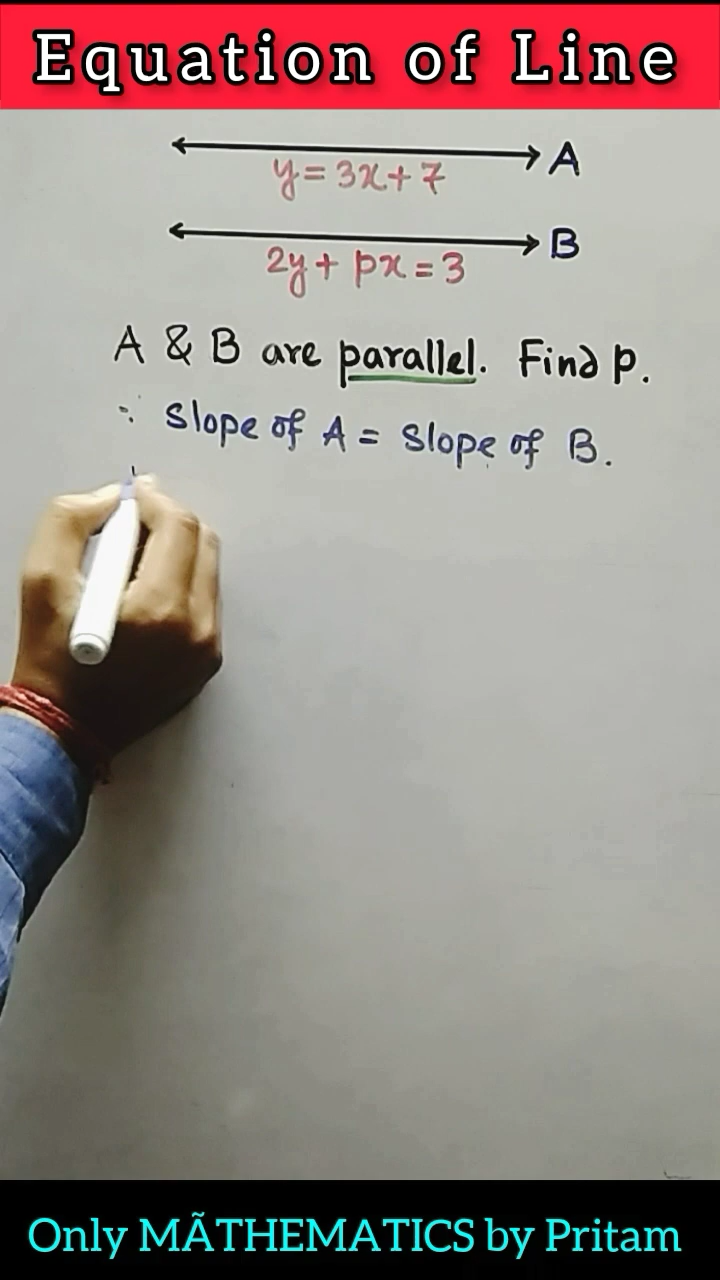 Equation of Line
A
y = 3x + 7
B
2y + px = 3
A & B are parallel. Find p.
∵ Slope of A = Slope of B.
Only MÃTHEMATICS by Pritam